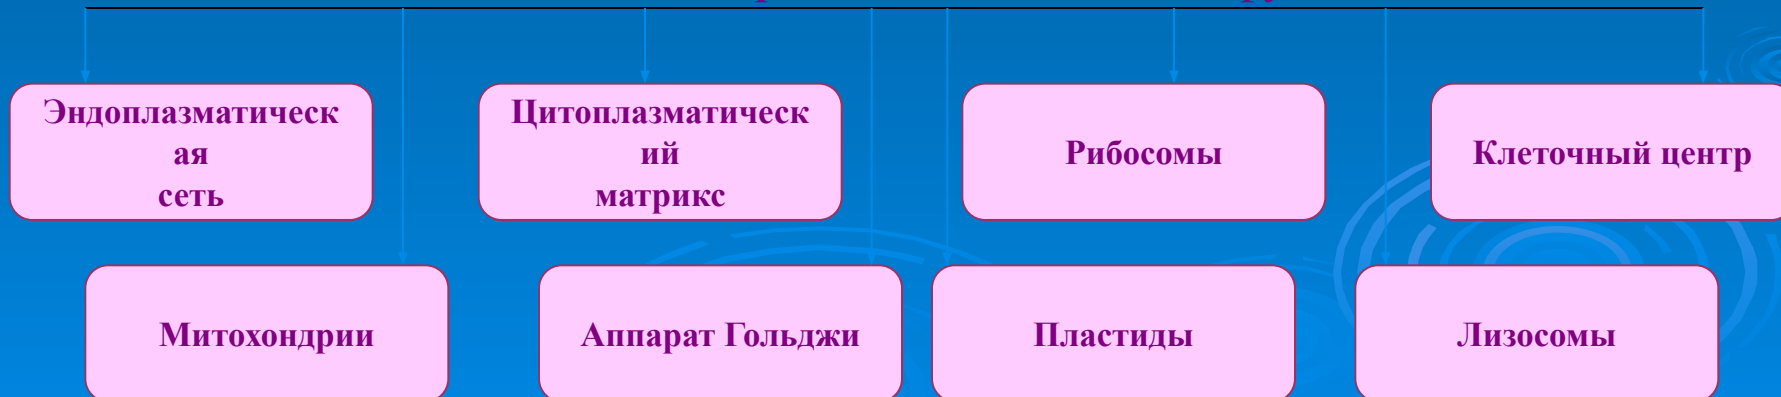 Эндоплазматическ
ая
сеть
Цитоплазматическ
ий
матрикс
Рибосомы
Клеточный центр
Митохондрии
Аппарат Гольджи
Пластиды
Лизосомы